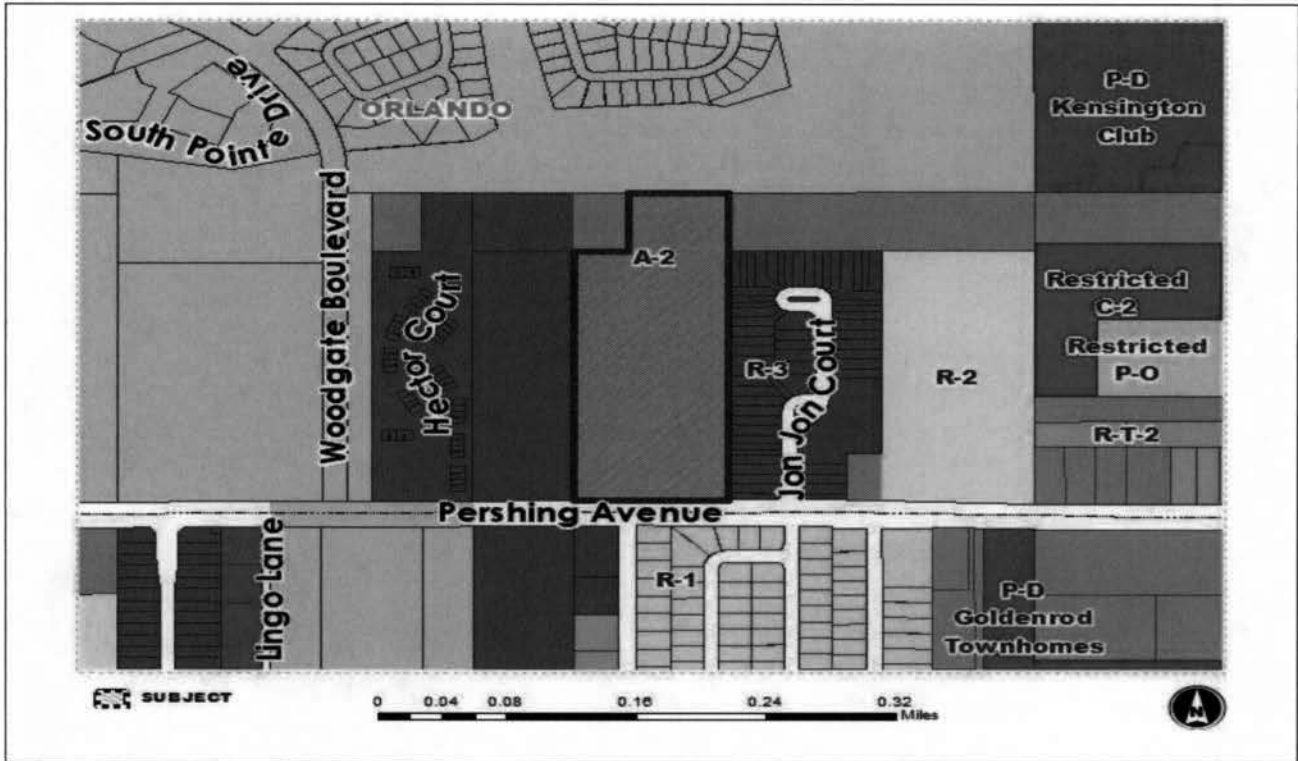 P-D
Kensington
Club
South Pointe Drive
ORLANDO
Woodgate Boulevard
Hector Court
A-2
R-3
Jon Jon Court
R-2
Restricted
C-2
Restricted
P-O
R-T-2
Pershing Avenue
Lingo Lane
R-1
P-D
Goldenrod
Townhomes
SUBJECT
0 0.04 0.08 0.16 0.24 0.32
Miles
N